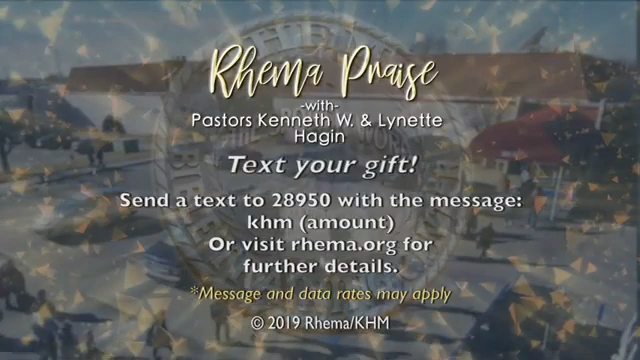 Rhema Praise
-with-
Pastors Kenneth W. & Lynette
Hagin
Text your gift!
Send a text to 28950 with the message:
khm (amount)
Or visit rhema.org for
further details.
*Message and data rates may apply
© 2019 Rhema/KHM